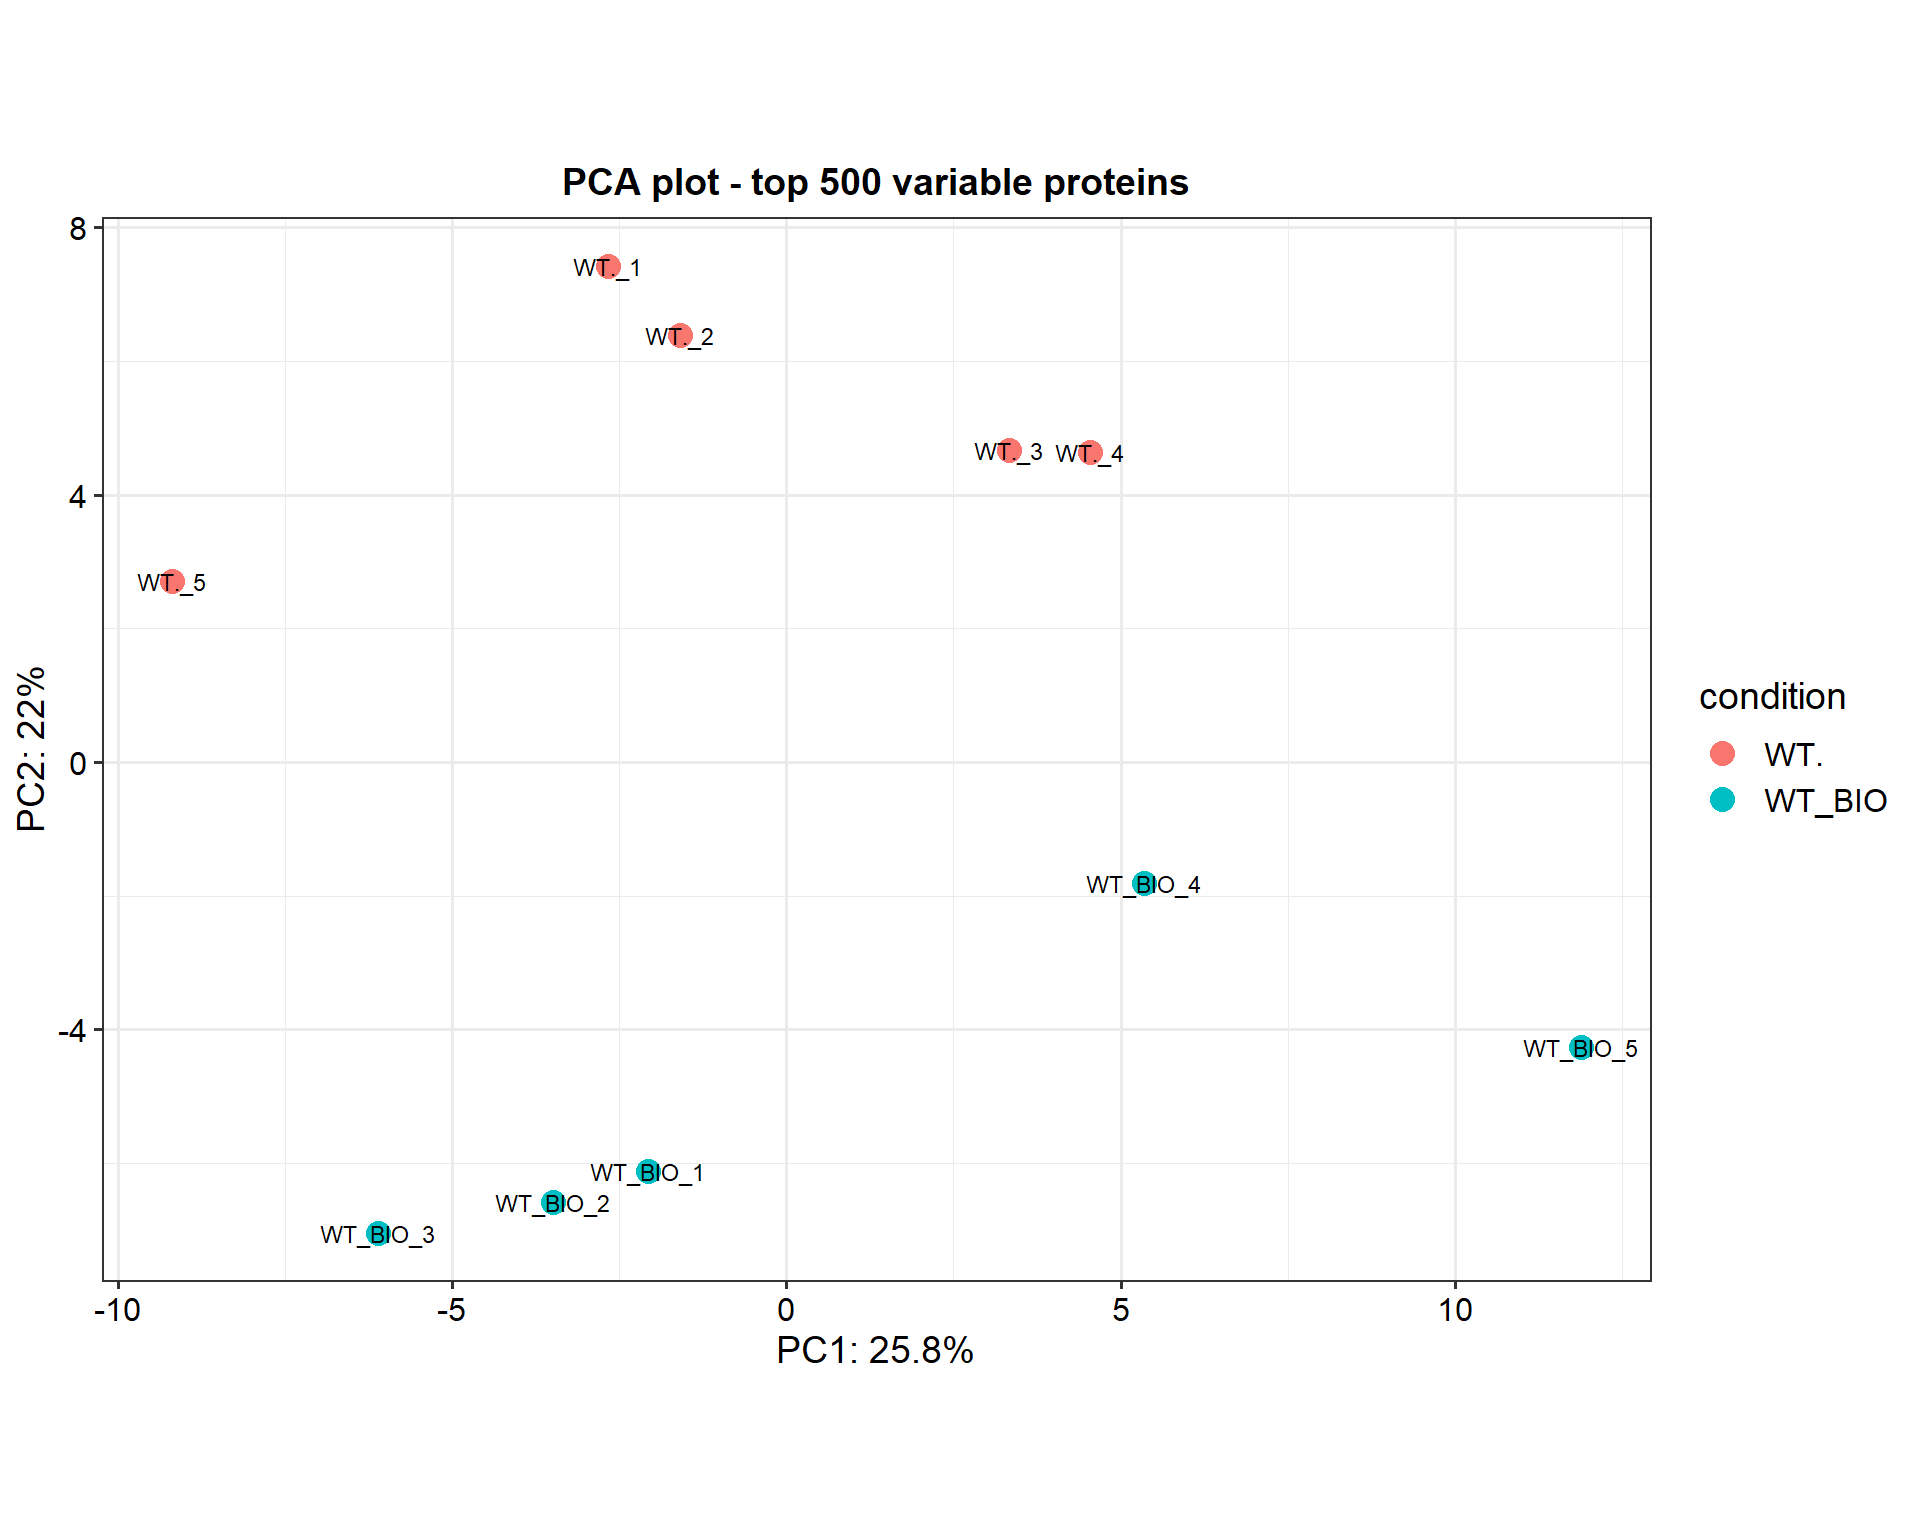 PCA plot - top 500 variable proteins
8
4
0
-4
PC2: 22%
WT._1
WT._2
WT._3
WT._4
WT._5
WT_BIO_4
WT_BIO_5
WT_BIO_1
WT_BIO_2
WT_BIO_3
-10
-5
0
5
10
PC1: 25.8%
condition
WT.
WT_BIO